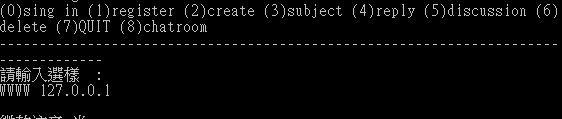 (0)sing in (1)register (2)create (3)subject (4)reply (5)discussion (6)
delete (7)QUIT (8)chatroom
--------------------------------------------------------------------------------
-------------
請輸入選樣  :
WWW 127.0.0.1